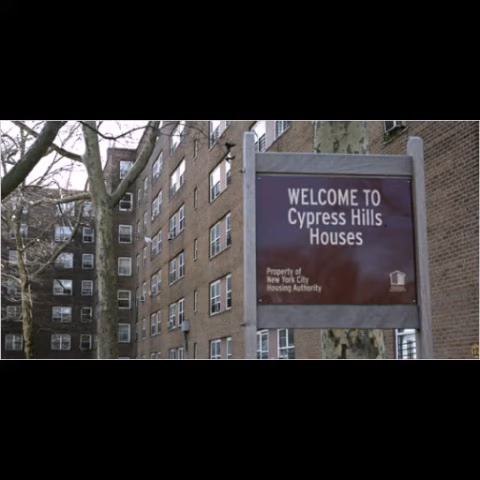 WELCOME TO
Cypress Hills
Houses
Property of
New York City
Housing Authority